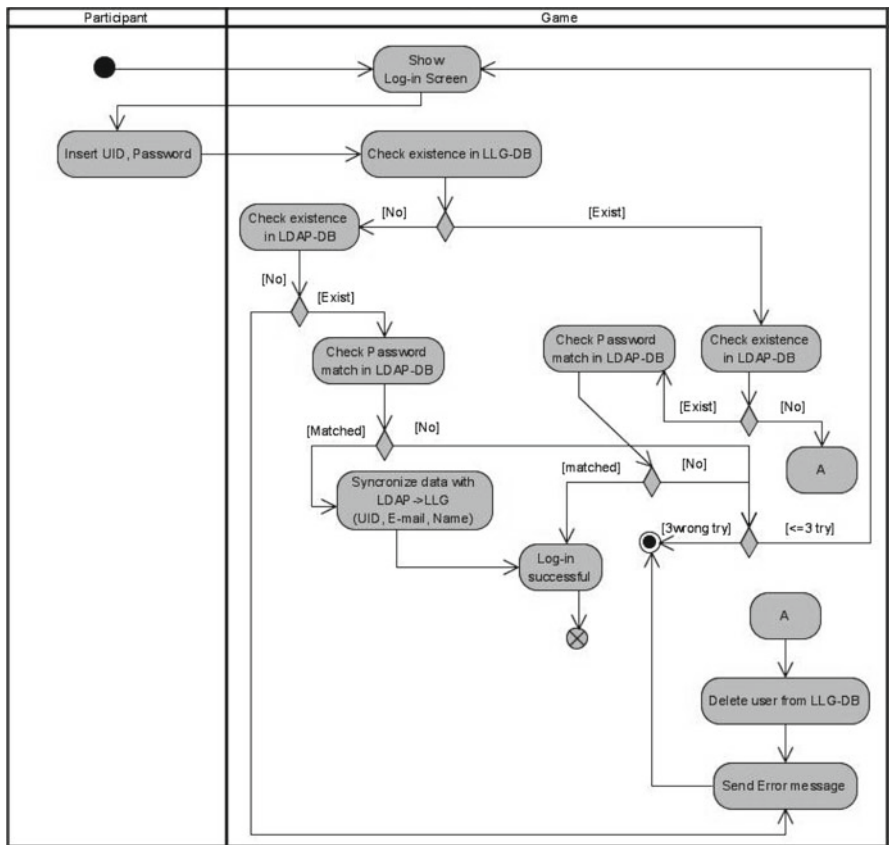 Participant
Game
Show
Log-in Screen
Insert UID, Password
Check existence in LLG-DB
[No]
[Exist]
Check existence
in LDAP-DB
[No]
[Exist]
Check Password
match in LDAP-DB
Check Password
match in LDAP-DB
Check existence
in LDAP-DB
[Exist]
[No]
[Matched]
[No]
A
[matched]
[No]
Syncronize data with
LDAP->LLG
(UID, E-mail, Name)
[3wrong try]
[<=3 try]
Log-in
successful
A
Delete user from LLG-DB
Send Error message